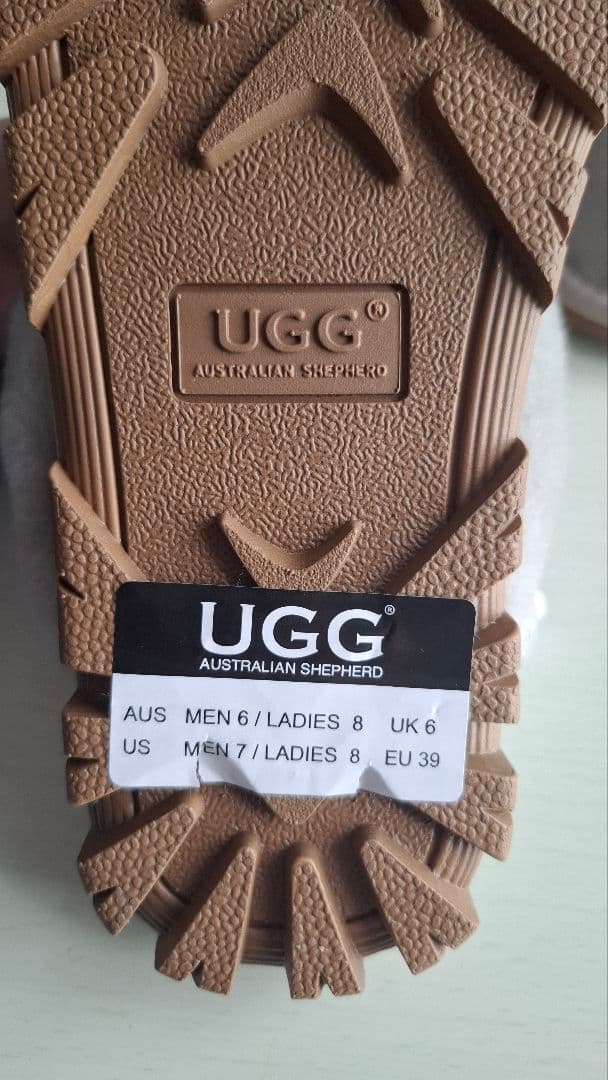 UGG®
AUSTRALIAN SHEPHERD
UGG®
AUSTRALIAN SHEPHERD
AUS MEN 6 / LADIES 8 UK 6
US MEN 7 / LADIES 8 EU 39